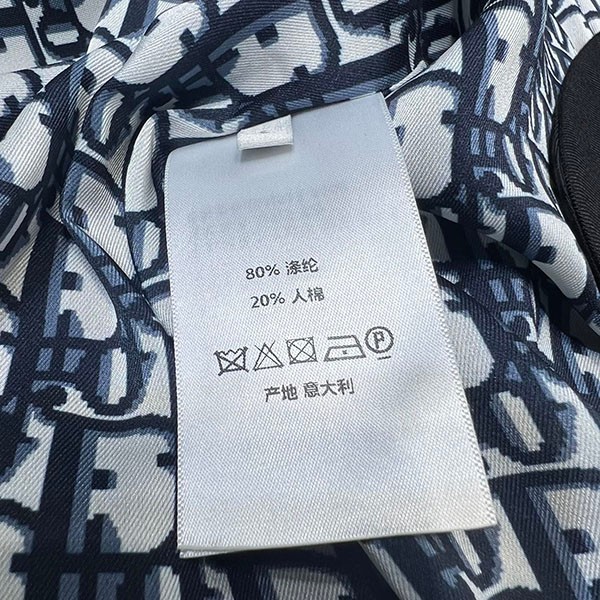 80% 涤纶
20% 人棉
P
产地 意大利